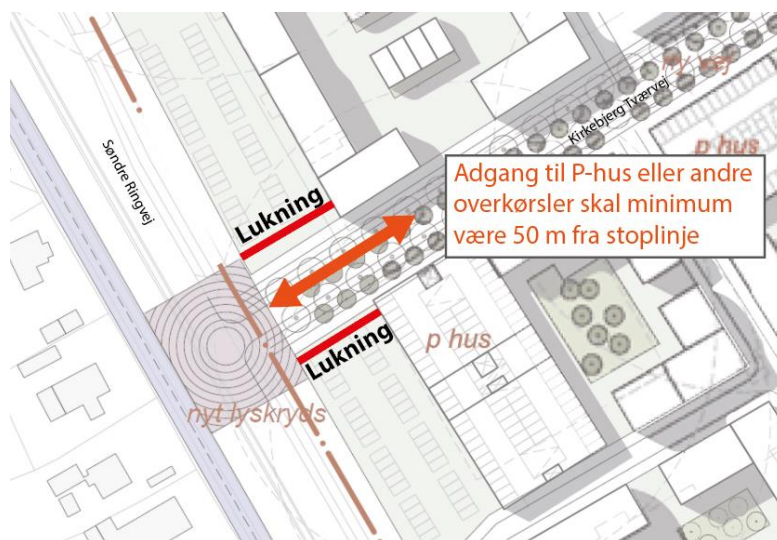 ny vej
Kirkebjerg Tværvej
p hus
Søndre Ringvej
Adgang til P-hus eller andre
overkørsler skal minimum
være 50 m fra stoplinje
Lukning
p hus
Lukning
nyt lyskryds